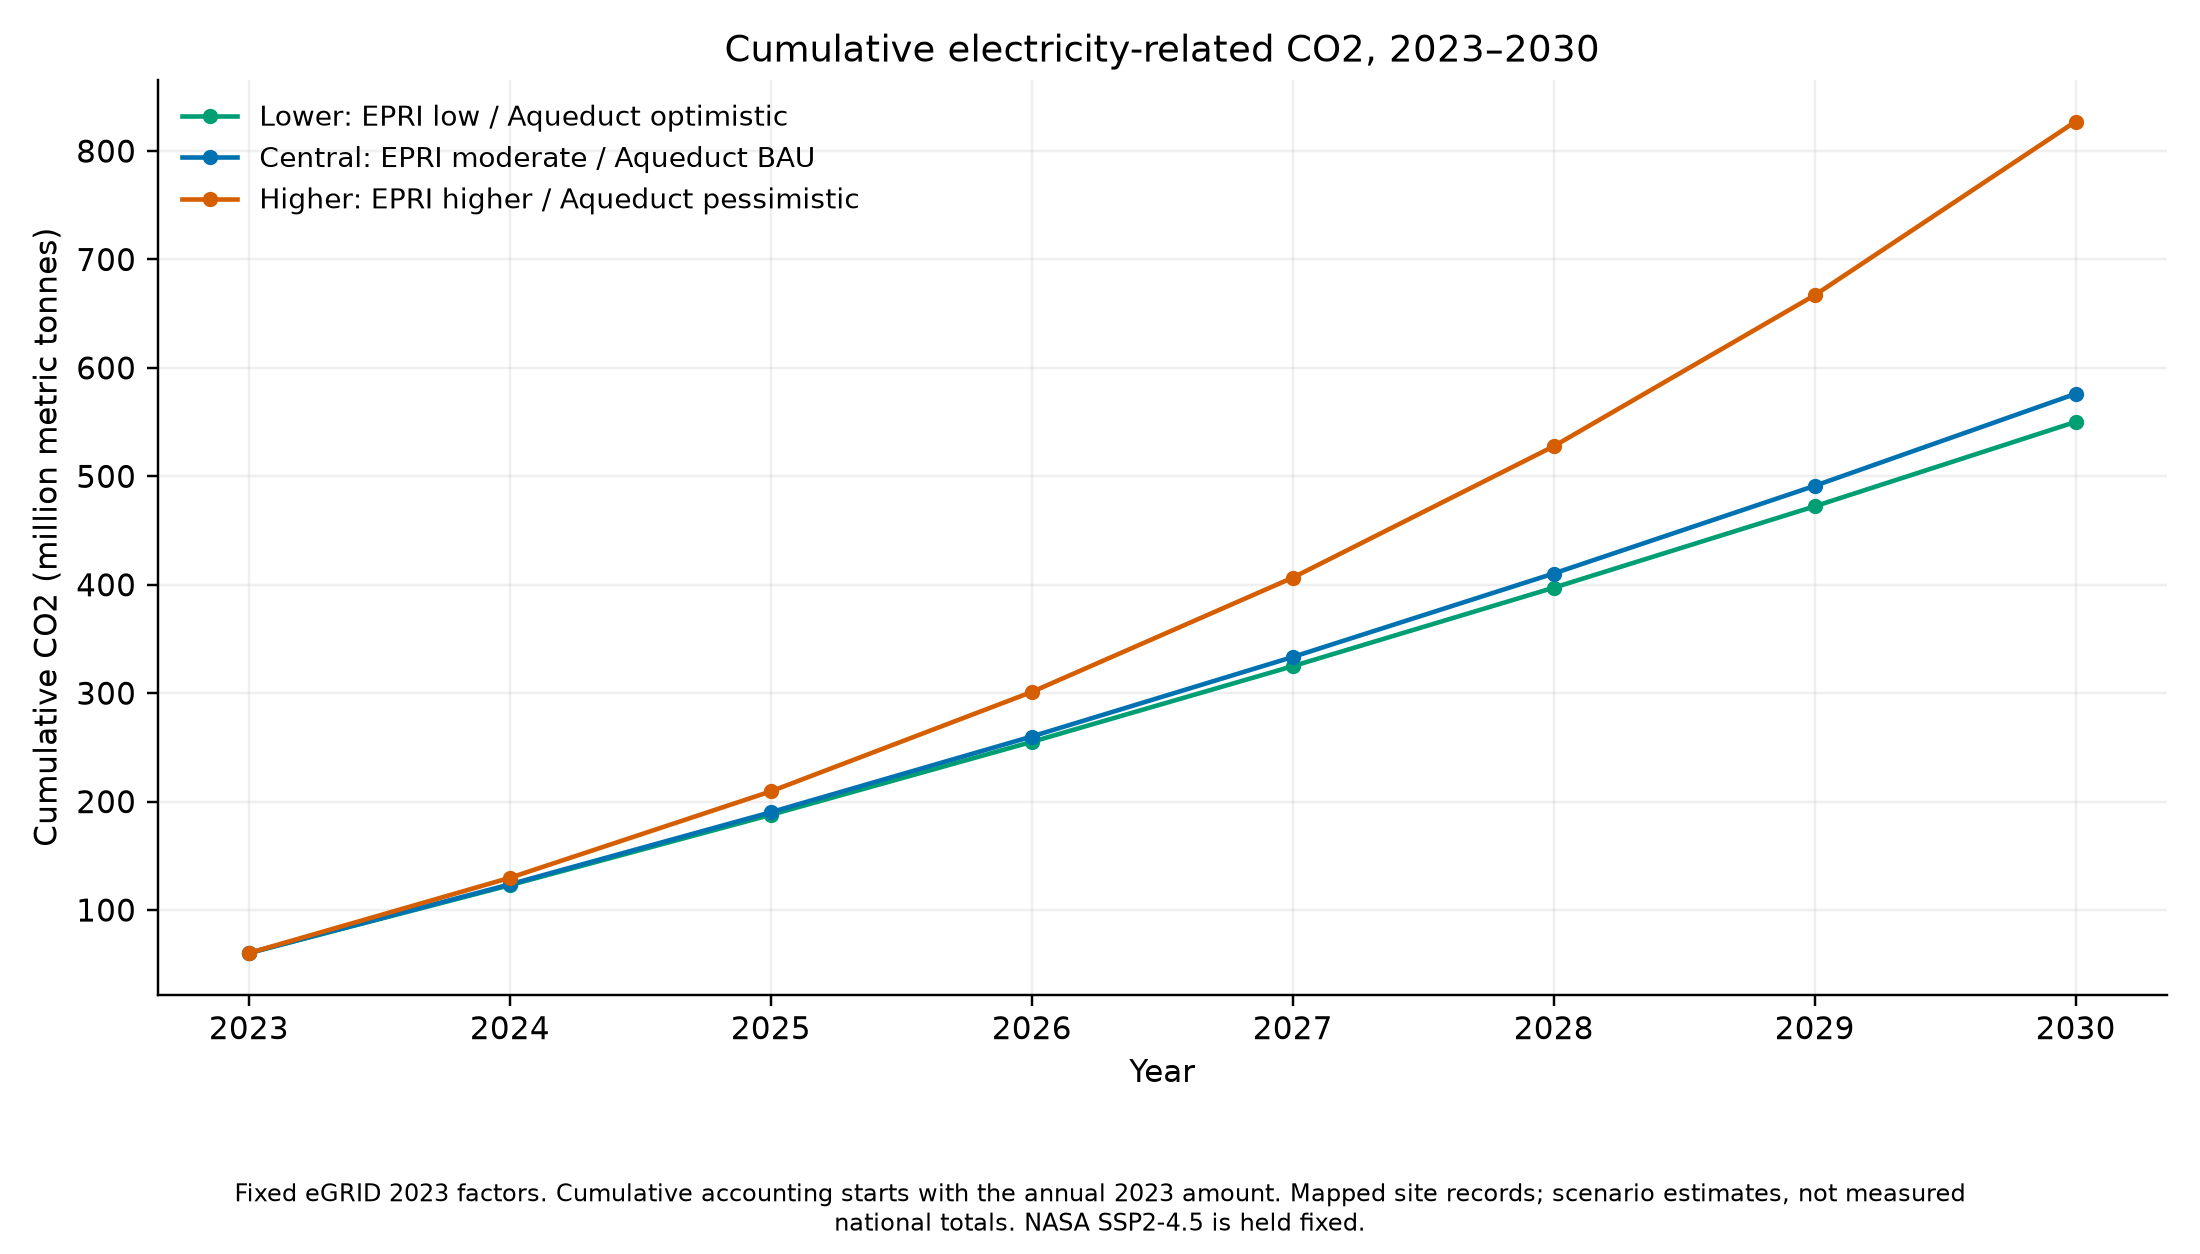 Cumulative electricity-related CO2, 2023–2030
Lower: EPRI low / Aqueduct optimistic
Central: EPRI moderate / Aqueduct BAU
Higher: EPRI higher / Aqueduct pessimistic
Cumulative CO2 (million metric tonnes)
800
700
600
500
400
300
200
100
2023 2024 2025 2026 2027 2028 2029 2030
Year
Fixed eGRID 2023 factors. Cumulative accounting starts with the annual 2023 amount. Mapped site records; scenario estimates, not measured
national totals. NASA SSP2-4.5 is held fixed.